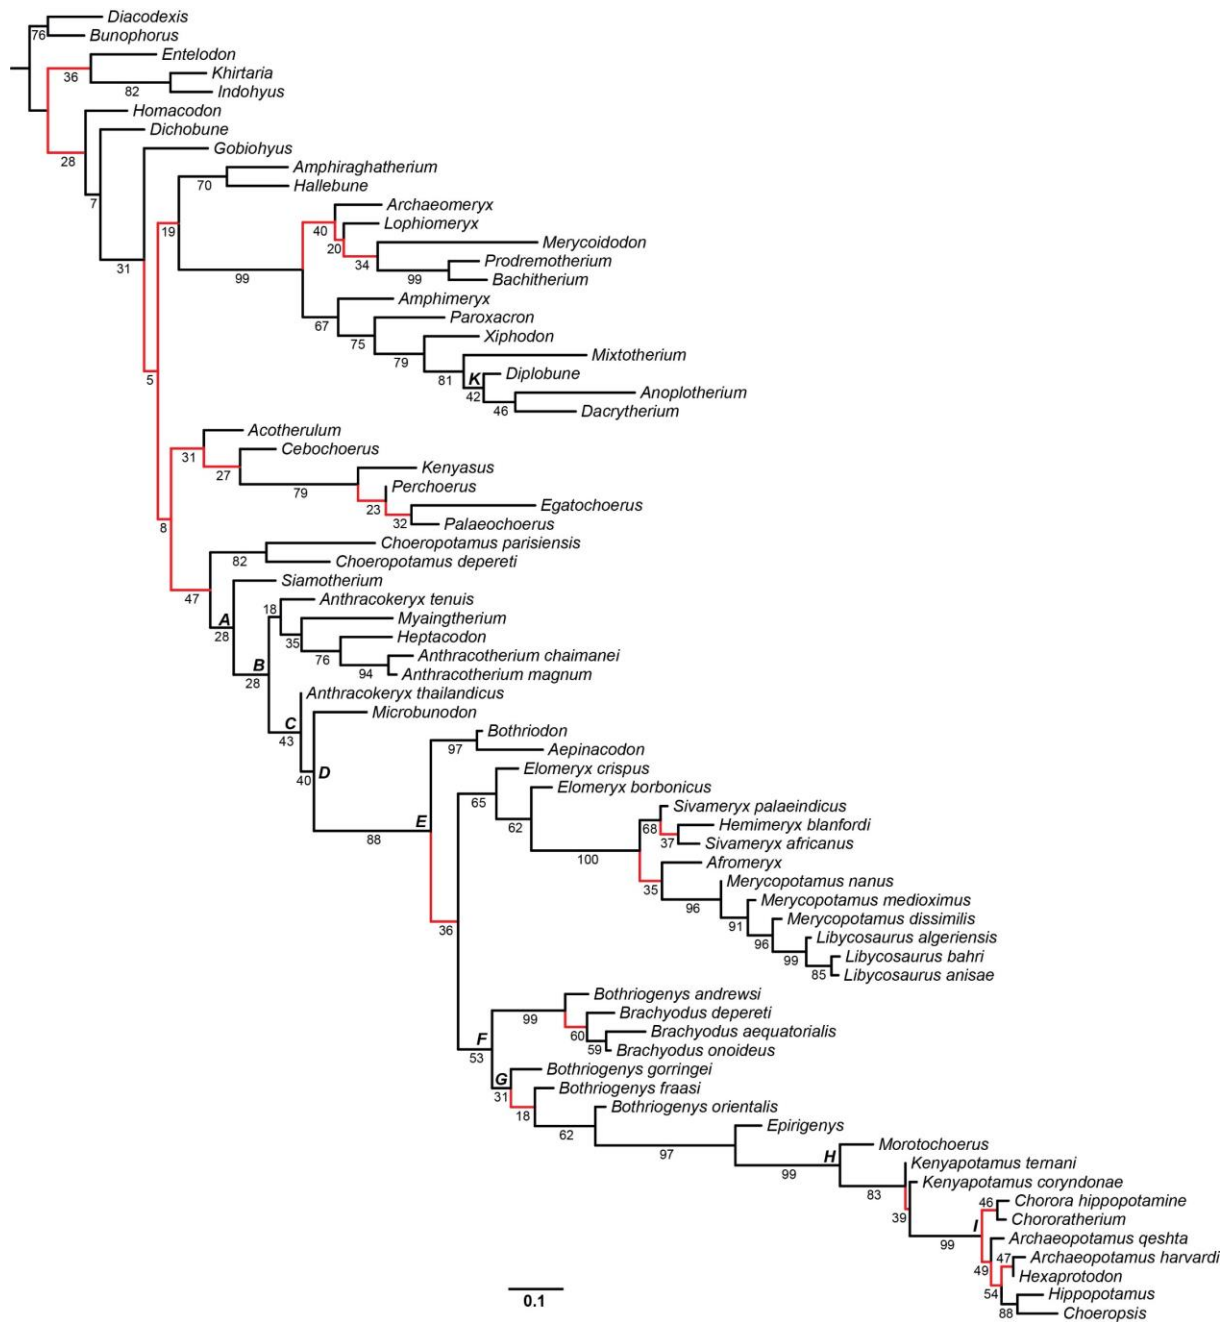 Diacodexis
76
Bunophorus
Entelodon
36
Khirtaria
82
Indohyus
Homacodon
Dichobune
28
Gobiohyus
Amphiraghatherium
70
Hallebune
7
Archaeomeryx
Lophiomeryx
19
40
20
Merycoidodon
34
Prodremotherium
31
99
99
Bachitherium
Amphimeryx
Paroxacron
67
Xiphodon
75
Mixtotherium
79
5
81
K
Diplobune
42
Anoplotherium
46
Dacrytherium
Acotherulum
Cebochoerus
31
Kenyasus
27
79
Perchoerus
Egatochoerus
23
32
Palaeochoerus
8
Choeropotamus parisiensis
82
Choeropotamus depereti
Siamotherium
47
Anthracokeryx tenuis
18
A
Myaingtherium
28
35
Heptacodon
76
Anthracotherium chaimanei
B
94
Anthracotherium magnum
28
Anthracokeryx thailandicus
Microbunodon
C
43
Bothriodon
97
Aepinacodon
D
40
Elomeryx crispus
Elomeryx borbonicus
65
Sivameryx palaeindicus
E
62
68
Hemimeryx blanfordi
88
37
Sivameryx africanus
100
Afromeryx
35
Merycopotamus nanus
Merycopotamus medioximus
96
91
Merycopotamus dissimilis
36
96
Libycosaurus algeriensis
99
Libycosaurus bahri
85
Libycosaurus anisae
Bothriogenys andrewsi
99
Brachyodus depereti
60
Brachyodus aequatorialis
F
53
59
Brachyodus onoideus
Bothriogenys gorringei
G
31
Bothriogenys fraasi
18
Bothriogenys orientalis
62
Epirigenys
97
Morotochoerus
H
99
Kenyapotamus ternani
83
Kenyapotamus coryndonae
46
Chorora hippopotamine
39
Chororatherium
I
99
Archaeopotamus qeshta
47
Archaeopotamus harvardi
49
Hexaprotodon
54
Hippopotamus
88
Choeropsis
0.1